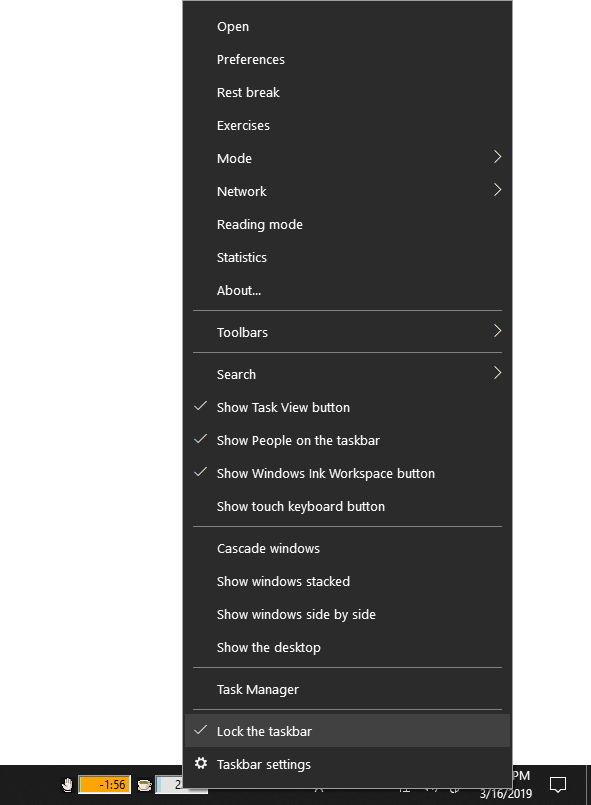 Open
Preferences
Rest break
Exercises
Mode
Network
Reading mode
Statistics
About...
Toolbars
Search
Show Task View button
Show People on the taskbar
Show Windows Ink Workspace button
Show touch keyboard button
Cascade windows
Show windows stacked
Show windows side by side
Show the desktop
Task Manager
Lock the taskbar
Taskbar settings
-1:56
PM
3/16/2019